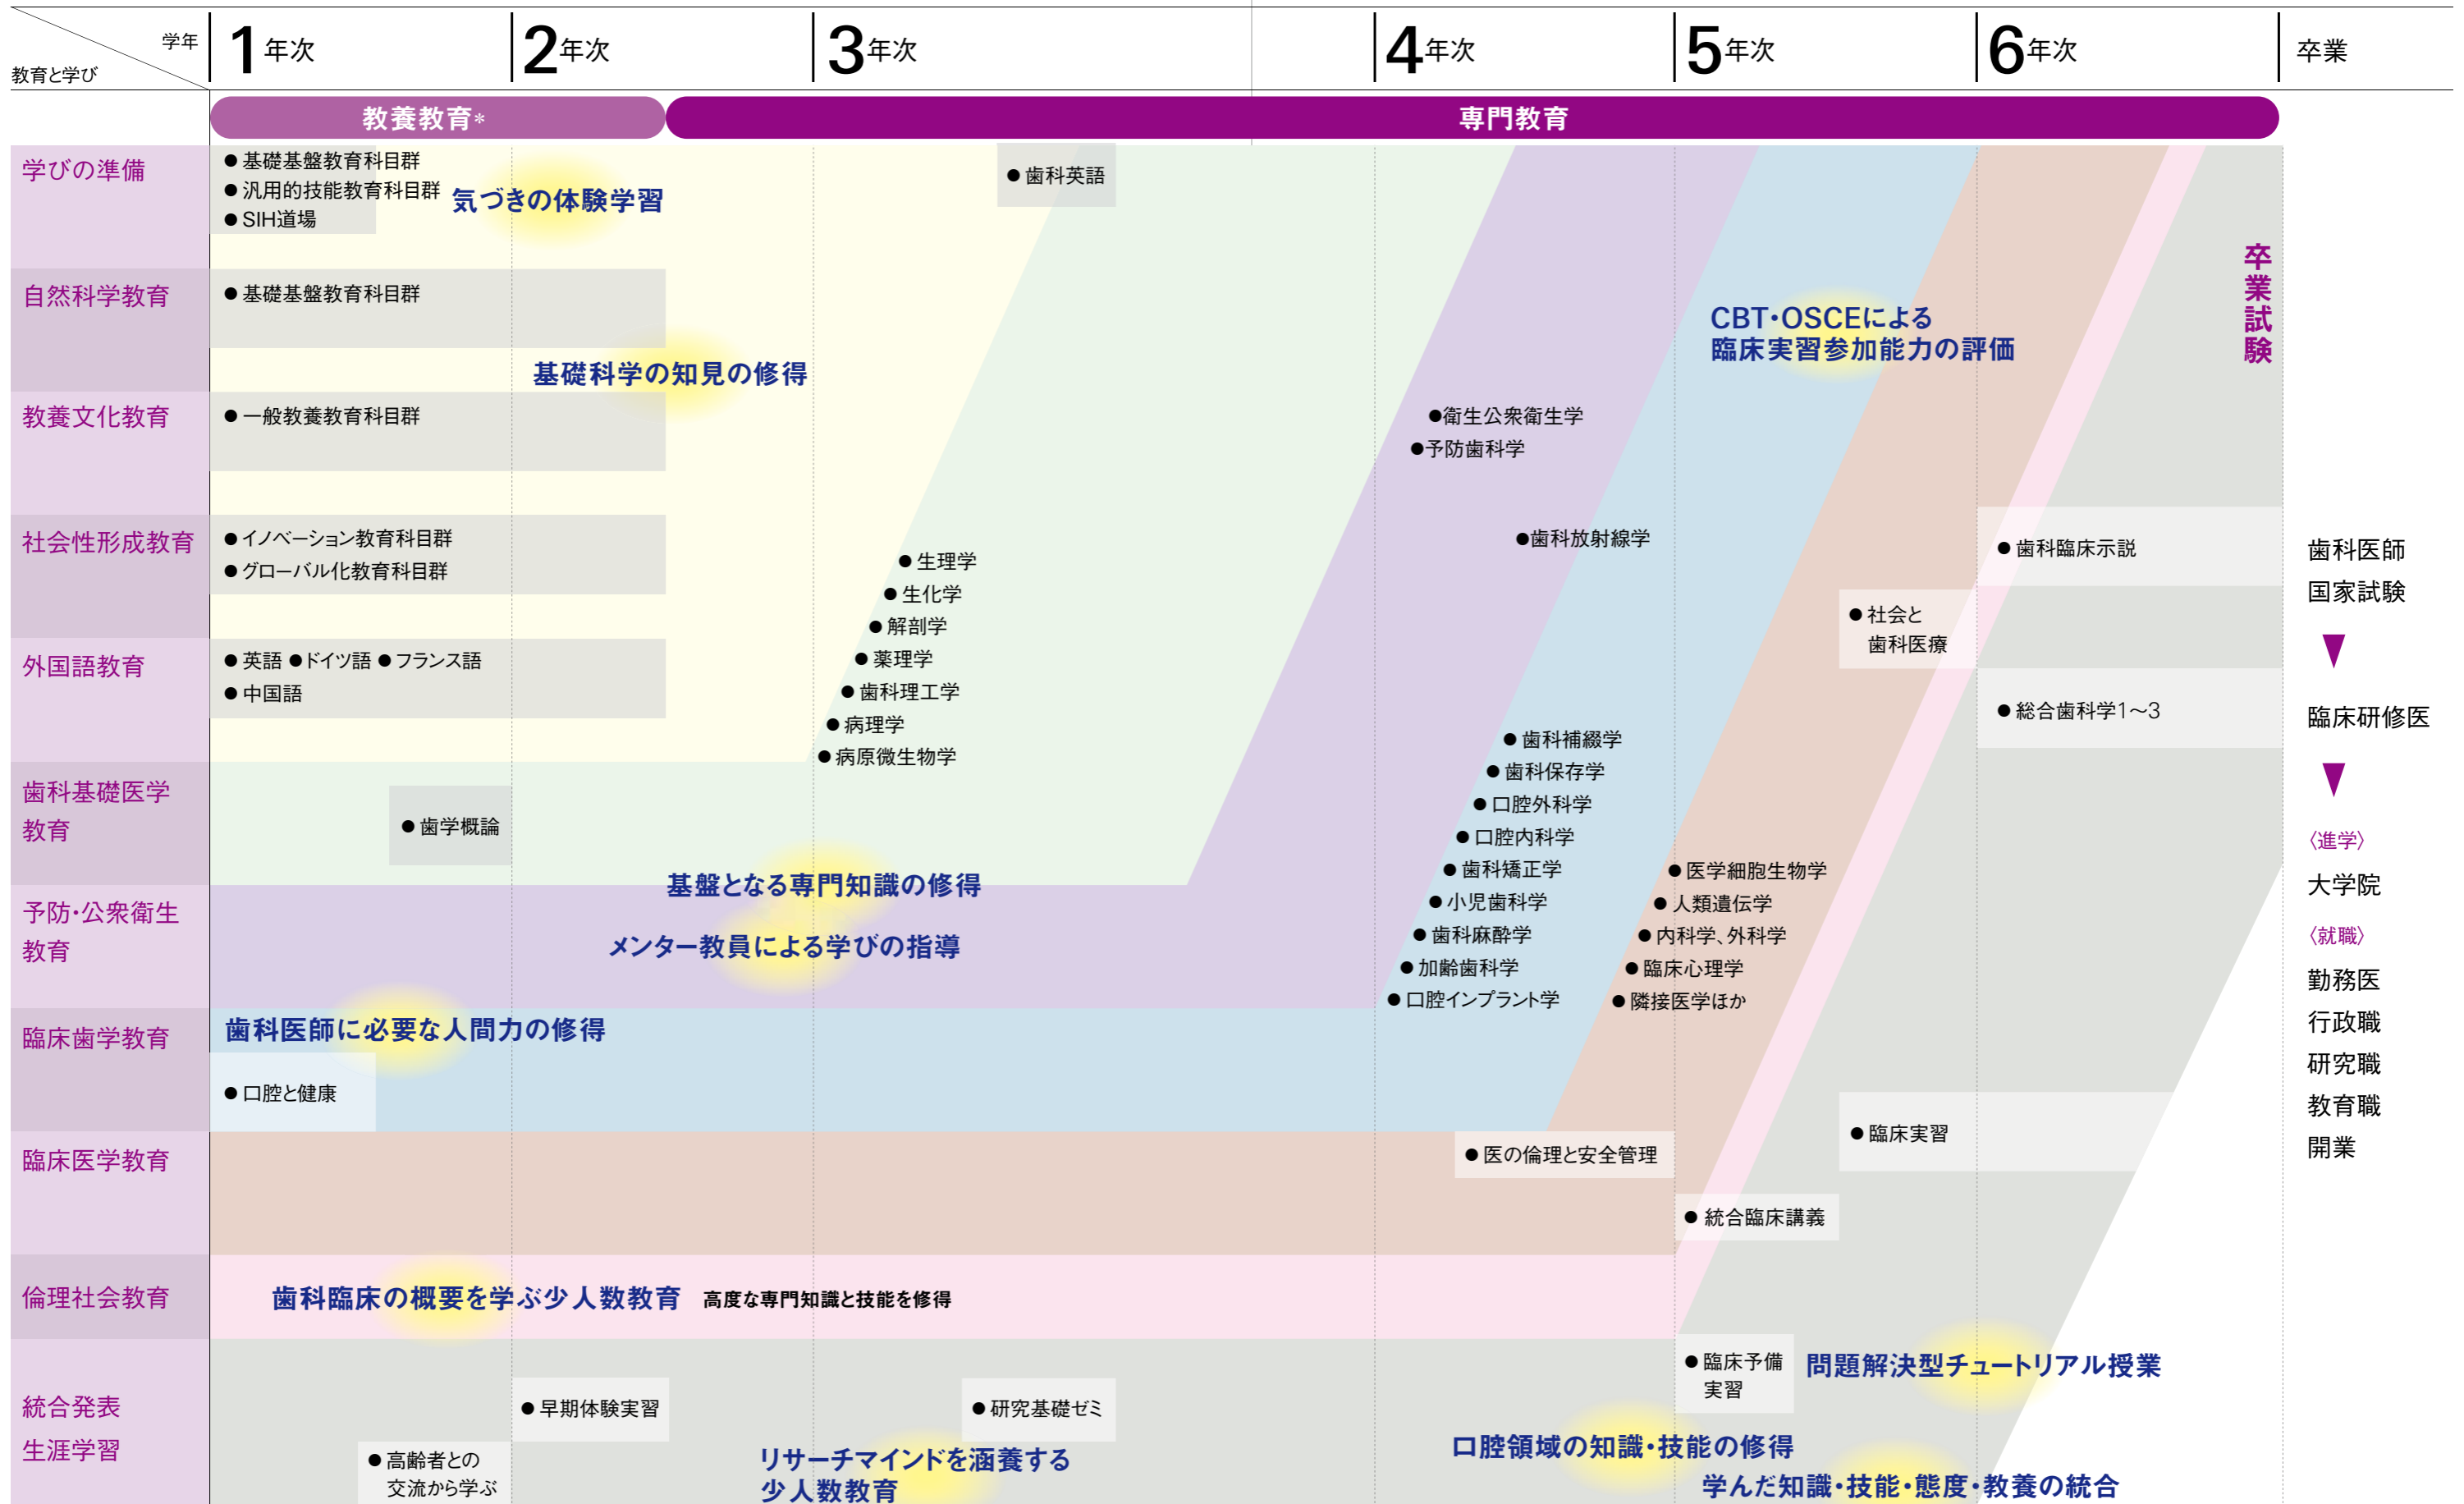 学年
教育と学び
1年次
2年次
3年次
4年次
5年次
6年次
卒業
教養教育*
専門教育
学びの準備
● 基礎基盤教育科目群
● 汎用的技能教育科目群
● SIH道場
気づきの体験学習
● 歯科英語
自然科学教育
● 基礎基盤教育科目群
基礎科学の知見の修得
CBT・OSCEによる
臨床実習参加能力の評価
卒業試験
教養文化教育
● 一般教養教育科目群
●衛生公衆衛生学
●予防歯科学
社会性形成教育
● イノベーション教育科目群
● グローバル化教育科目群
● 生理学
● 生化学
● 解剖学
● 薬理学
● 歯科理工学
● 病理学
● 病原微生物学
●歯科放射線学
● 歯科臨床示説
● 社会と
歯科医療
外国語教育
● 英語 ●ドイツ語 ● フランス語
● 中国語
● 総合歯科学1〜3
歯科医師
国家試験
▼
臨床研修医
▼
〈進学〉
大学院
〈就職〉
勤務医
行政職
研究職
教育職
開業
歯科基礎医学
教育
● 歯学概論
基盤となる専門知識の修得
● 歯科補綴学
● 歯科保存学
● 口腔外科学
● 口腔内科学
● 歯科矯正学
● 小児歯科学
● 歯科麻酔学
● 加齢歯科学
● 口腔インプラント学
● 医学細胞生物学
● 人類遺伝学
● 内科学、外科学
● 臨床心理学
● 隣接医学ほか
予防・公衆衛生
教育
メンター教員による学びの指導
臨床歯学教育
歯科医師に必要な人間力の修得
● 口腔と健康
● 臨床実習
臨床医学教育
● 医の倫理と安全管理
● 統合臨床講義
倫理社会教育
歯科臨床の概要を学ぶ少人数教育 高度な専門知識と技能を修得
統合発表
生涯学習
● 早期体験実習
● 高齢者との
交流から学ぶ
● 研究基礎ゼミ
リサーチマインドを涵養する
少人数教育
● 臨床予備
実習
問題解決型チュートリアル授業
口腔領域の知識・技能の修得
学んだ知識・技能・態度・教養の統合